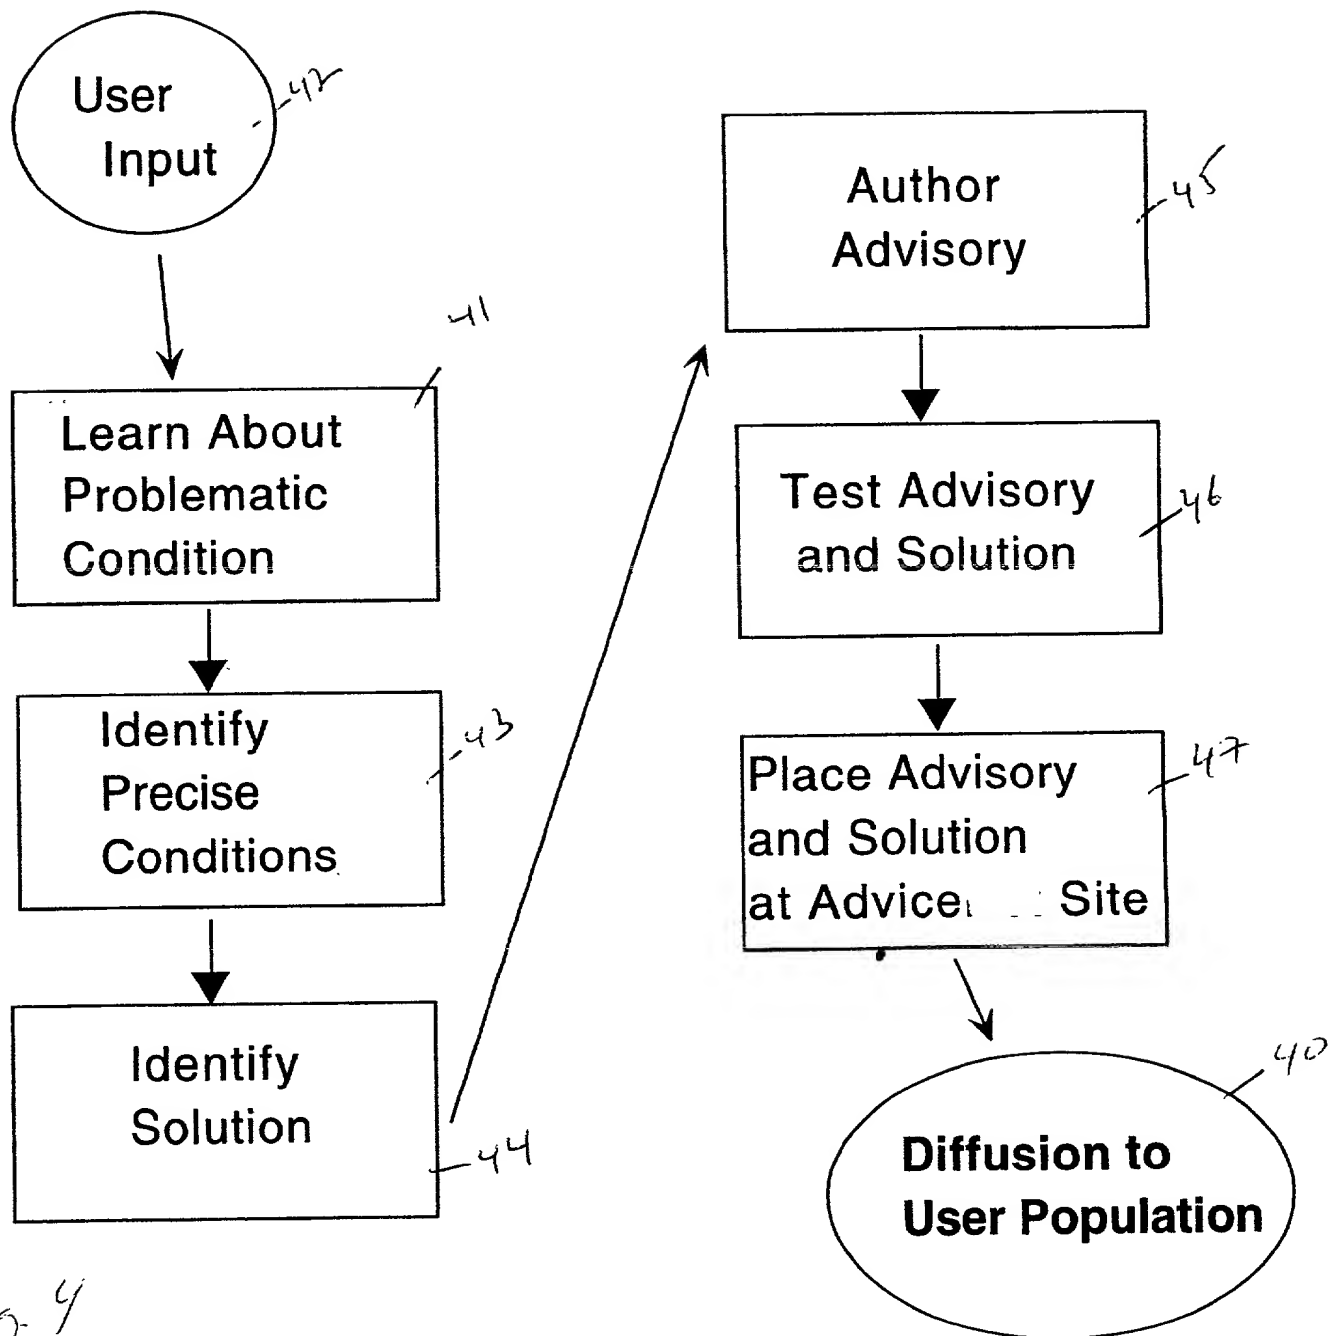 User
Input
42
41
Learn About
Problematic
Condition
Identify
Precise
Conditions
43
Identify
Solution
44
Author
Advisory
45
Test Advisory
and Solution
46
Place Advisory
and Solution
at Advice Site
47
40
Diffusion to
User Population
4